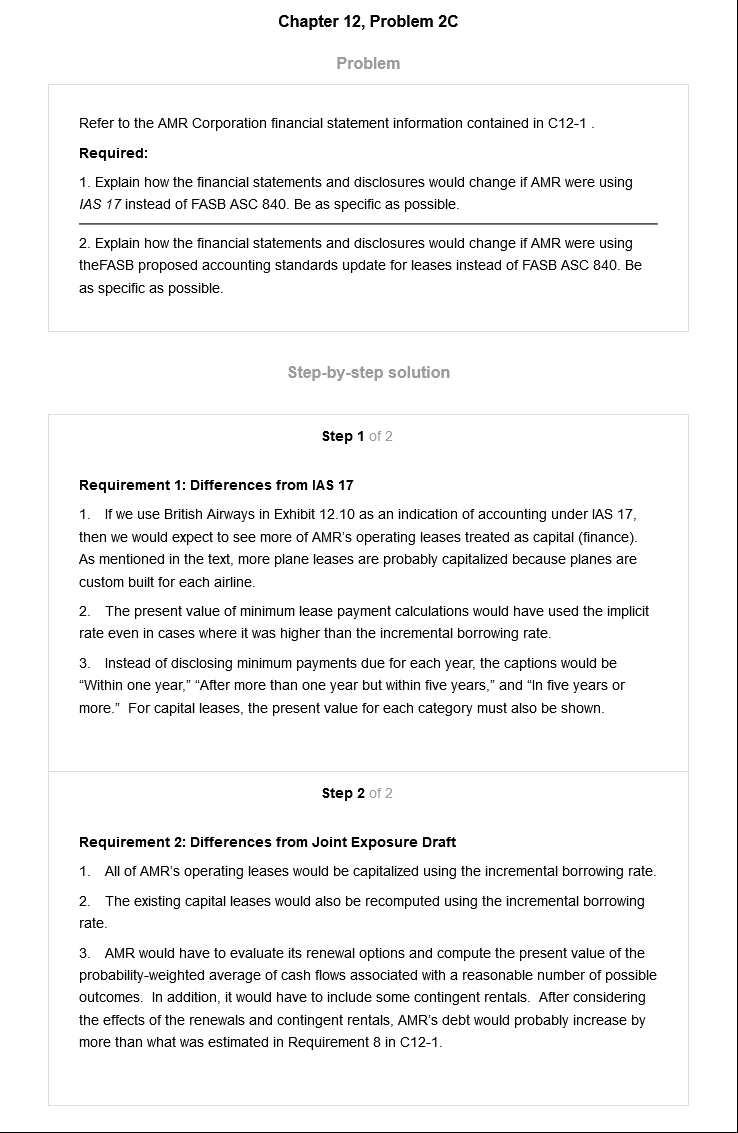 Chapter 12, Problem 2C
Problem
Refer to the AMR Corporation financial statement information contained in C12-1 .
Required:
1. Explain how the financial statements and disclosures would change if AMR were using
IAS 17 instead of FASB ASC 840. Be as specific as possible.
2. Explain how the financial statements and disclosures would change if AMR were using
theFASB proposed accounting standards update for leases instead of FASB ASC 840. Be
as specific as possible.
Step-by-step solution
Step 1 of 2
Requirement 1: Differences from IAS 17
1. If we use British Airways in Exhibit 12.10 as an indication of accounting under IAS 17,
then we would expect to see more of AMR's operating leases treated as capital (finance).
As mentioned in the text, more plane leases are probably capitalized because planes are
custom built for each airline.
2. The present value of minimum lease payment calculations would have used the implicit
rate even in cases where it was higher than the incremental borrowing rate.
3. Instead of disclosing minimum payments due for each year, the captions would be
“Within one year,” “After more than one year but within five years,” and “In five years or
more.” For capital leases, the present value for each category must also be shown.
Step 2 of 2
Requirement 2: Differences from Joint Exposure Draft
1. All of AMR's operating leases would be capitalized using the incremental borrowing rate.
2. The existing capital leases would also be recomputed using the incremental borrowing
rate.
3. AMR would have to evaluate its renewal options and compute the present value of the
probability-weighted average of cash flows associated with a reasonable number of possible
outcomes. In addition, it would have to include some contingent rentals. After considering
the effects of the renewals and contingent rentals, AMR's debt would probably increase by
more than what was estimated in Requirement 8 in C12-1.